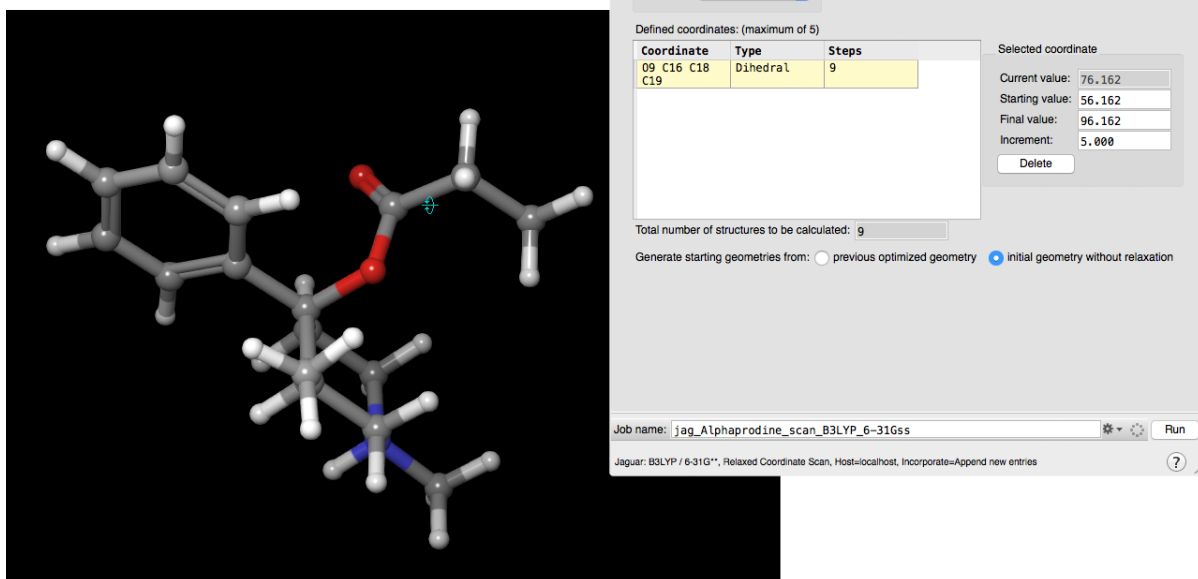 Defined coordinates: (maximum of 5)
Coordinate Type Steps
O9 C16 C18 Dihedral 9
C19
Selected coordinate
Current value: 76.162
Starting value: 56.162
Final value: 96.162
Increment: 5.000
Delete
Total number of structures to be calculated: 9
Generate starting geometries from: previous optimized geometry initial geometry without relaxation
Job name: jag_Alphaprodine_scan_B3LYP_6-31Gss Run
Jaguar: B3LYP / 6-31G**, Relaxed Coordinate Scan, Host=localhost, Incorporate=Append new entries ?